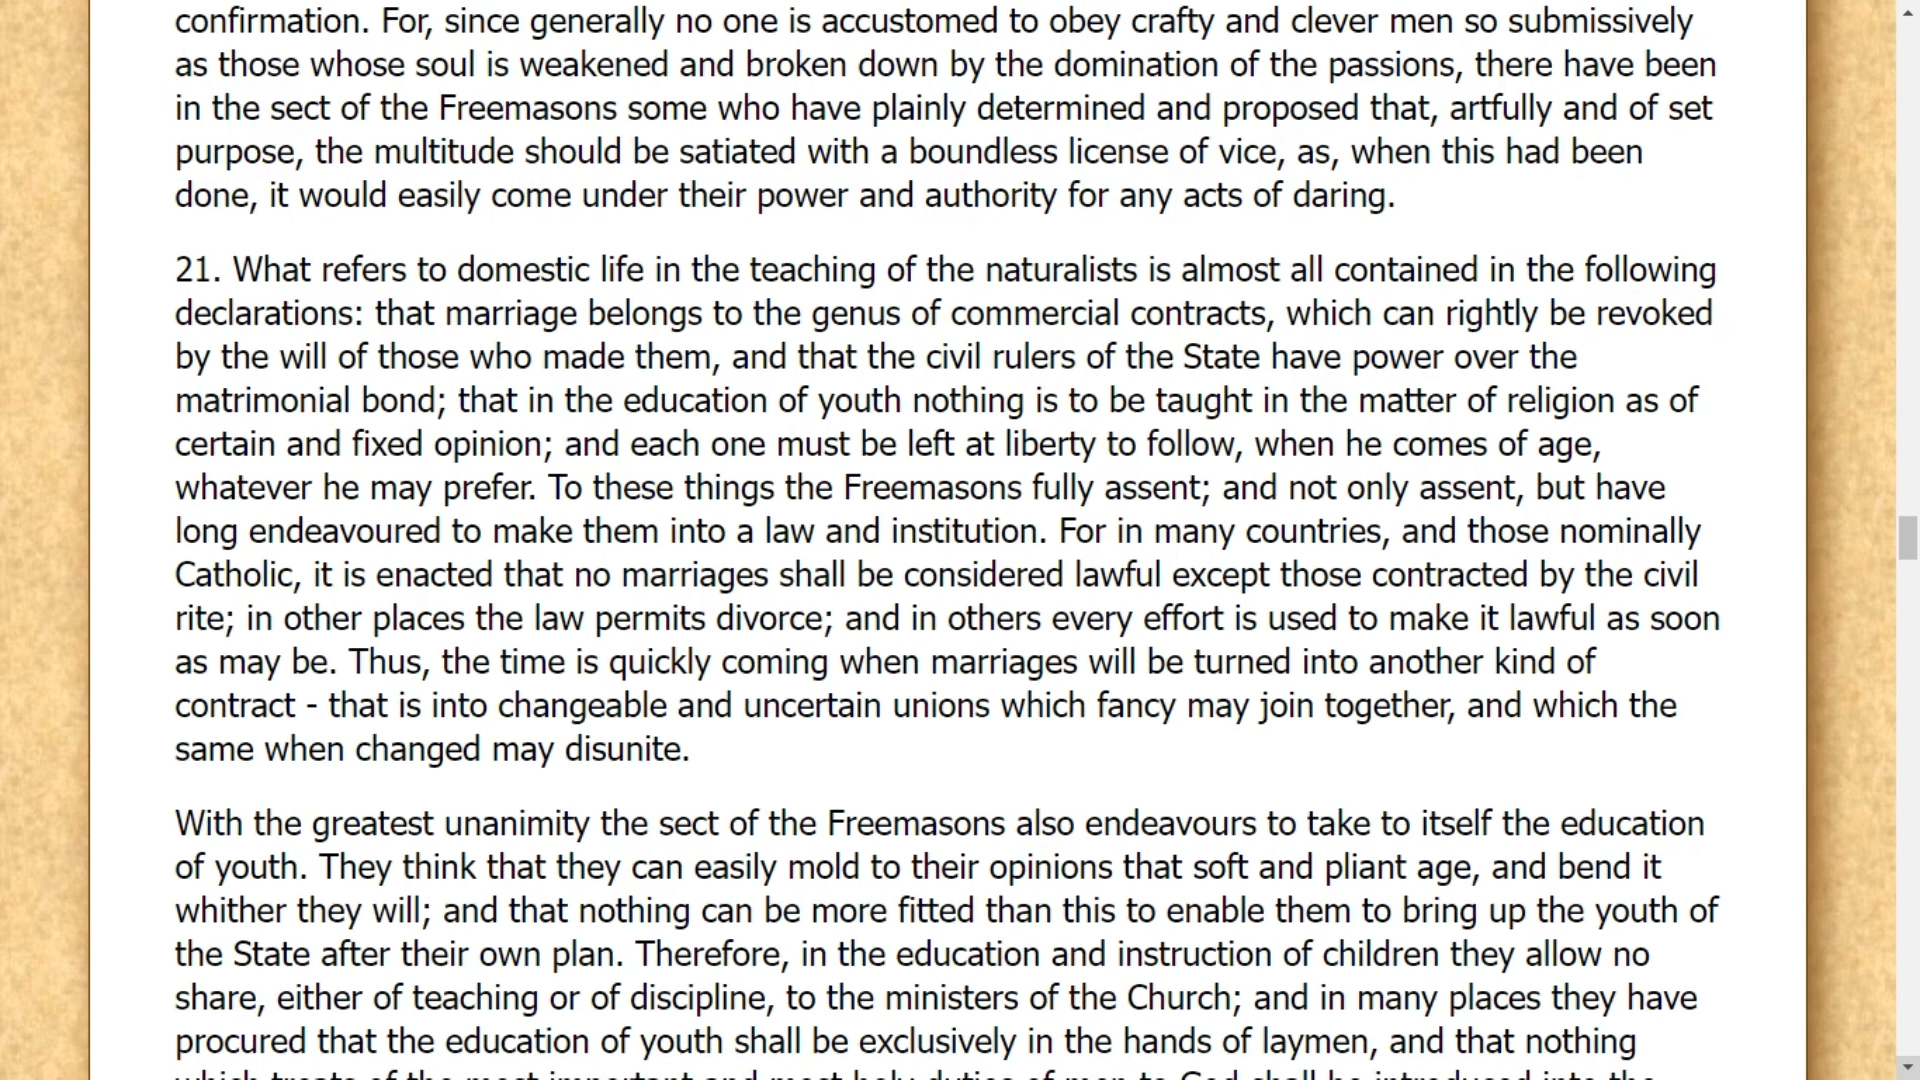 confirmation. For, since generally no one is accustomed to obey crafty and clever men so submissively
as those whose soul is weakened and broken down by the domination of the passions, there have been
in the sect of the Freemasons some who have plainly determined and proposed that, artfully and of set
purpose, the multitude should be satiated with a boundless license of vice, as, when this had been
done, it would easily come under their power and authority for any acts of daring.
21. What refers to domestic life in the teaching of the naturalists is almost all contained in the following
declarations: that marriage belongs to the genus of commercial contracts, which can rightly be revoked
by the will of those who made them, and that the civil rulers of the State have power over the
matrimonial bond; that in the education of youth nothing is to be taught in the matter of religion as of
certain and fixed opinion; and each one must be left at liberty to follow, when he comes of age,
whatever he may prefer. To these things the Freemasons fully assent; and not only assent, but have
long endeavoured to make them into a law and institution. For in many countries, and those nominally
Catholic, it is enacted that no marriages shall be considered lawful except those contracted by the civil
rite; in other places the law permits divorce; and in others every effort is used to make it lawful as soon
as may be. Thus, the time is quickly coming when marriages will be turned into another kind of
contract - that is into changeable and uncertain unions which fancy may join together, and which the
same when changed may disunite.
With the greatest unanimity the sect of the Freemasons also endeavours to take to itself the education
of youth. They think that they can easily mold to their opinions that soft and pliant age, and bend it
whither they will; and that nothing can be more fitted than this to enable them to bring up the youth of
the State after their own plan. Therefore, in the education and instruction of children they allow no
share, either of teaching or of discipline, to the ministers of the Church; and in many places they have
procured that the education of youth shall be exclusively in the hands of laymen, and that nothing
which treats of the most important and most holy duties of men to God shall be introduced into the